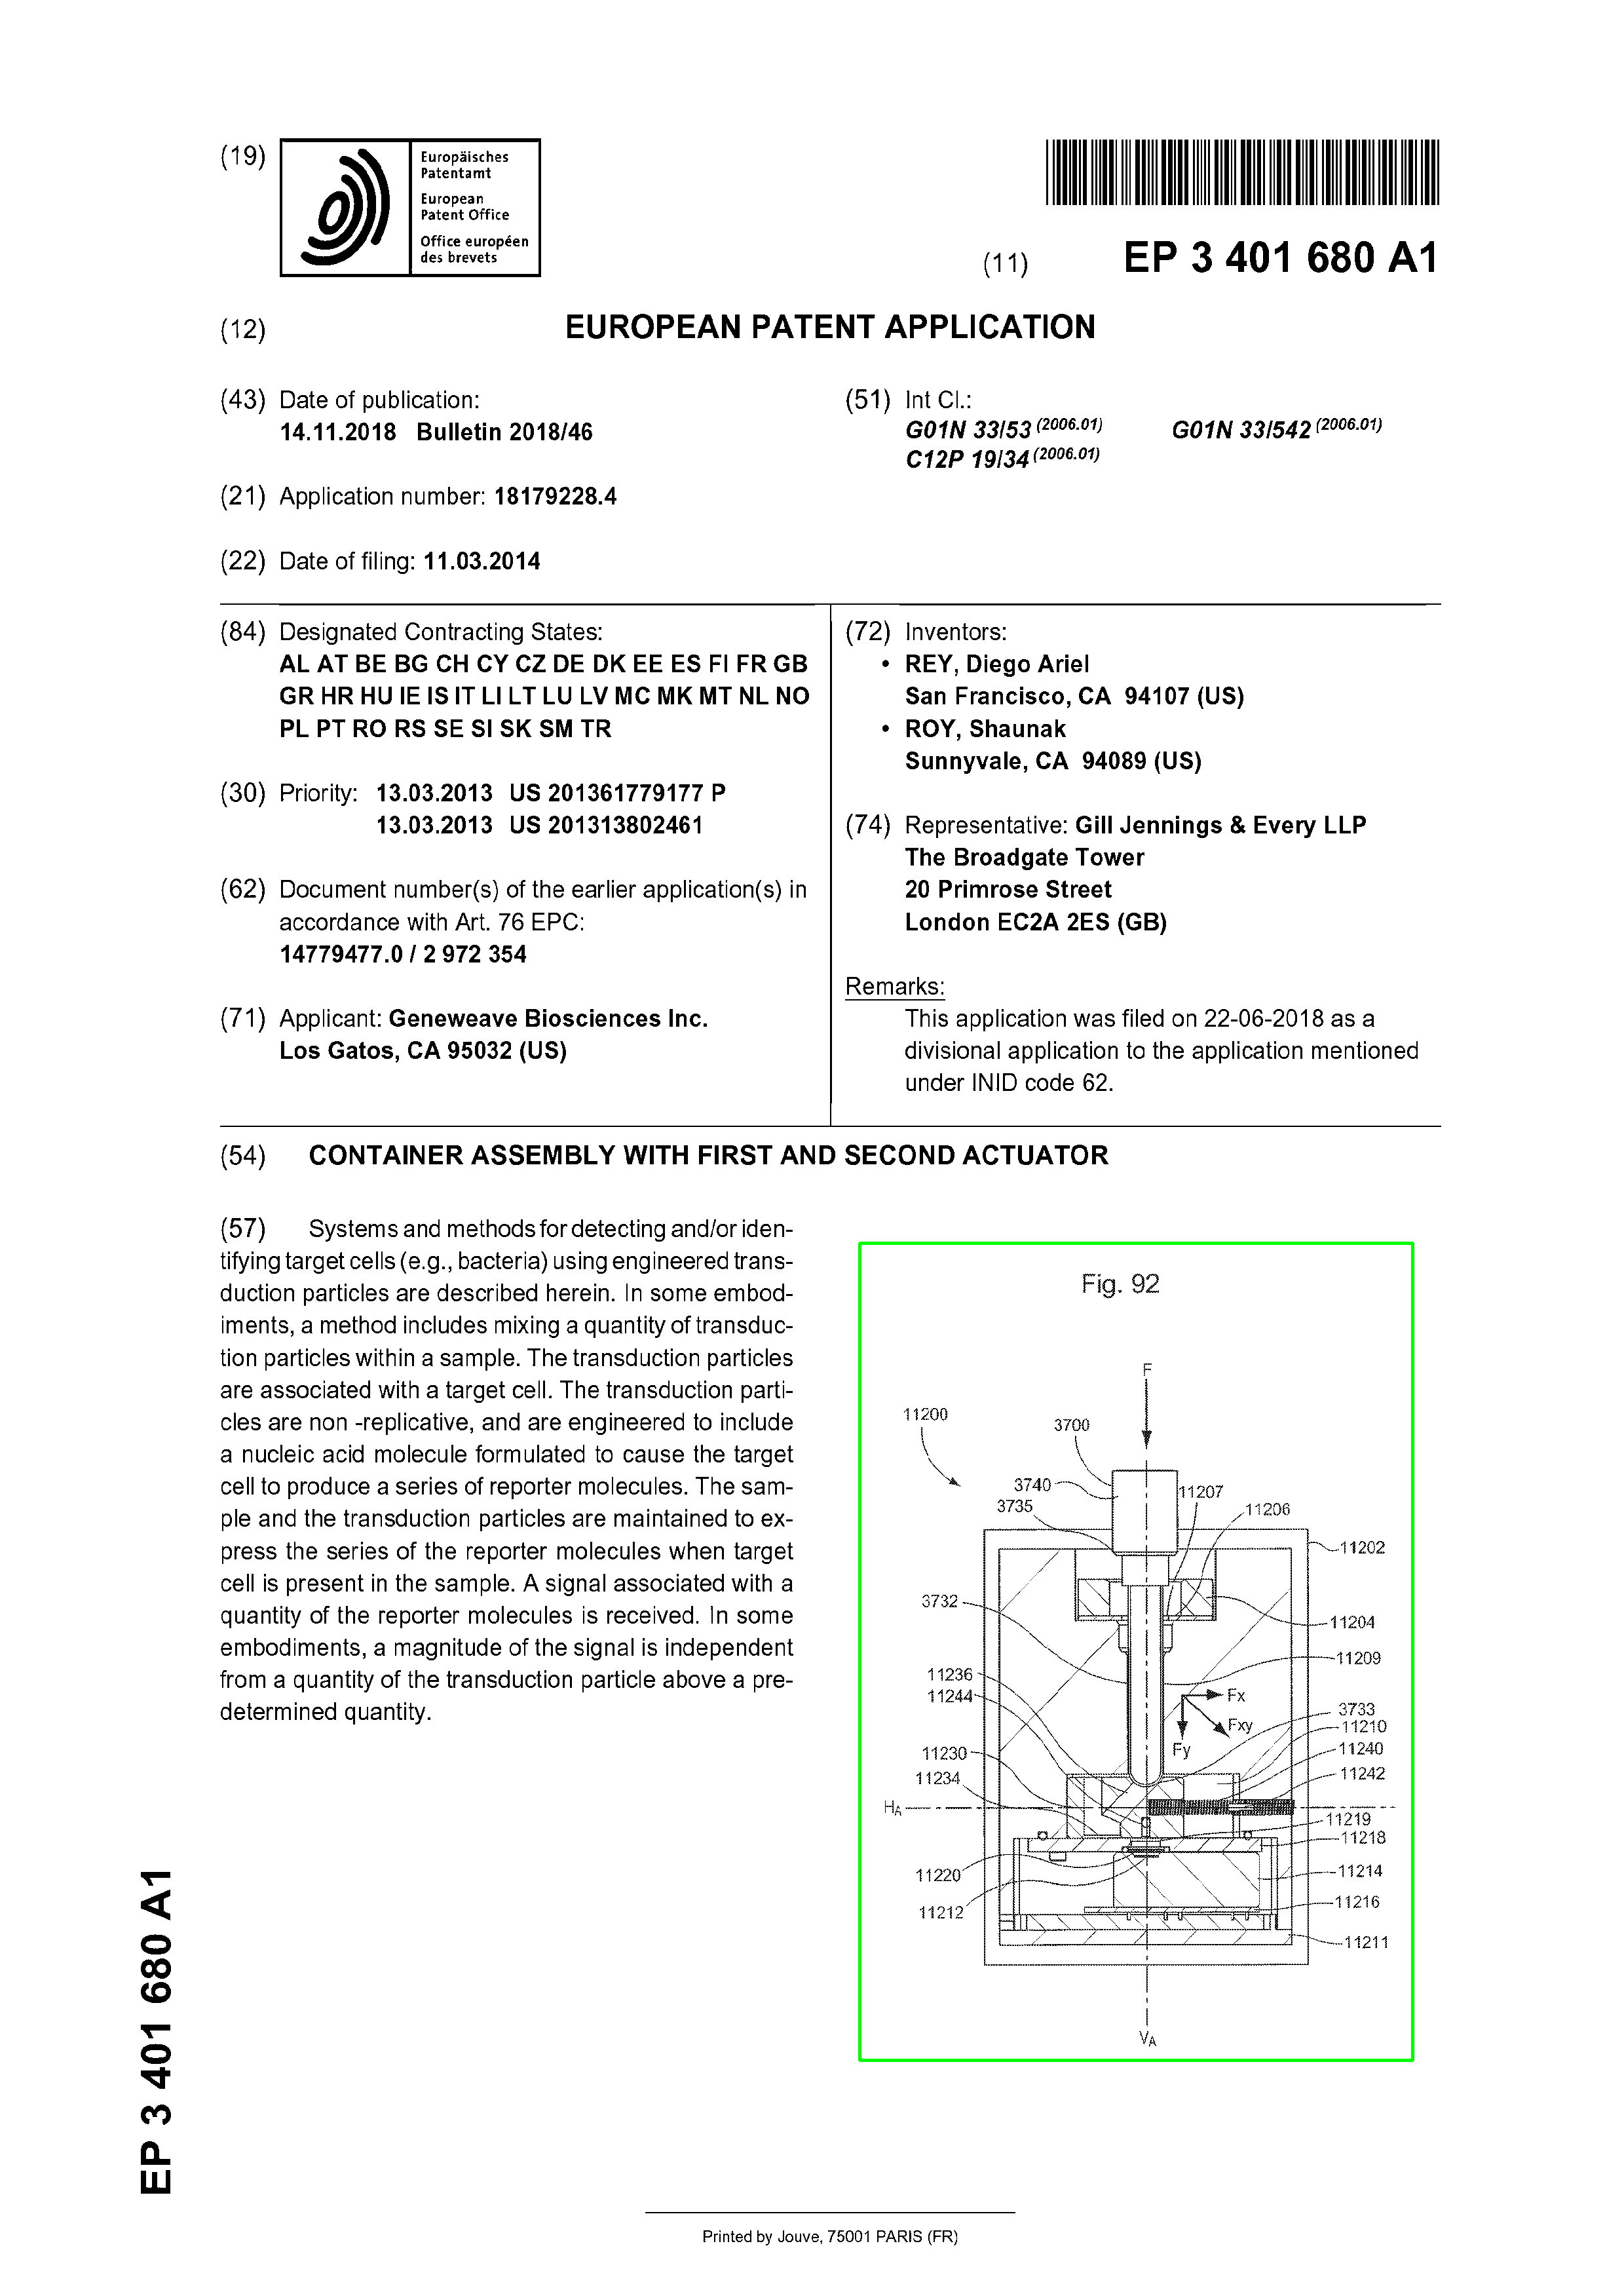 (19)
Europäisches
Patentamt
European
Patent Office
Office européen
des brevets
(11) EP 3 401 680 A1
(12) EUROPEAN PATENT APPLICATION
(43) Date of publication:
14.11.2018 Bulletin 2018/46
(21) Application number: 18179228.4
(22) Date of filing: 11.03.2014
(51) Int Cl.:
G01N 33/53 (2006.01) G01N 33/542 (2006.01)
C12P 19/34 (2006.01)
(84) Designated Contracting States:
AL AT BE BG CH CY CZ DE DK EE ES FI FR GB
GR HR HU IE IS IT LI LT LU LV MC MK MT NL NO
PL PT RO RS SE SI SK SM TR
(30) Priority: 13.03.2013 US 201361779177 P
13.03.2013 US 201313802461
(62) Document number(s) of the earlier application(s) in
accordance with Art. 76 EPC:
14779477.0 / 2 972 354
(71) Applicant: Geneweave Biosciences Inc.
Los Gatos, CA 95032 (US)
(72) Inventors:
• REY, Diego Ariel
San Francisco, CA 94107 (US)
• ROY, Shaunak
Sunnyvale, CA 94089 (US)
(74) Representative: Gill Jennings & Every LLP
The Broadgate Tower
20 Primrose Street
London EC2A 2ES (GB)
Remarks:
This application was filed on 22-06-2018 as a
divisional application to the application mentioned
under INID code 62.
(54) CONTAINER ASSEMBLY WITH FIRST AND SECOND ACTUATOR
(57) Systems and methods for detecting and/or iden-
tifying target cells (e.g., bacteria) using engineered trans-
duction particles are described herein. In some embod-
iments, a method includes mixing a quantity of transduc-
tion particles within a sample. The transduction particles
are associated with a target cell. The transduction parti-
cles are non -replicative, and are engineered to include
a nucleic acid molecule formulated to cause the target
cell to produce a series of reporter molecules. The sam-
ple and the transduction particles are maintained to ex-
press the series of the reporter molecules when target
cell is present in the sample. A signal associated with a
quantity of the reporter molecules is received. In some
embodiments, a magnitude of the signal is independent
from a quantity of the transduction particle above a pre-
determined quantity.
Fig. 92
F
11200
3700
3740
11207
3735
11206
11202
3732
11204
11209
11236
11244
Fx
Fxy
Fy
3733
11210
11230
11240
11234
11242
HA
11219
11218
11220
11214
11212
11216
11211
VA
EP 3 401 680 A1
Printed by Jouve, 75001 PARIS (FR)